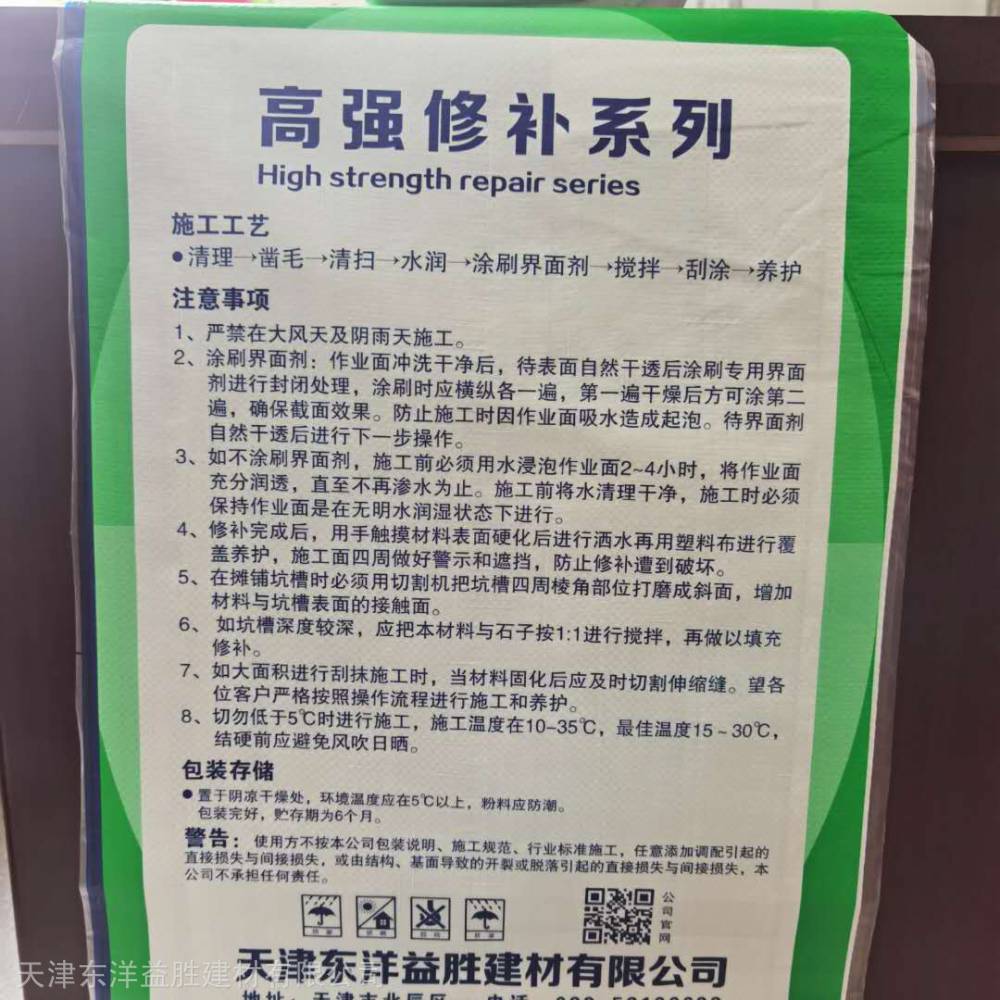 高强修补系列
High strength repair series
施工工艺
●清理→凿毛→清扫→水润→涂刷界面剂→搅拌→刮涂→养护
注意事项
1、严禁在大风天及阴雨天施工。
2、涂刷界面剂：作业面冲洗干净后，待表面自然干透后涂刷专用界面
剂进行封闭处理，涂刷时应横纵各一遍，第一遍干燥后方可涂第二
遍，确保截面效果。防止施工时因作业面吸水造成起泡。待界面剂
自然干透后进行下一步操作。
3、如不涂刷界面剂，施工前必须用水浸泡作业面2~4小时，将作业面
充分润透，直至不再渗水为止。施工前将水清理干净，施工时必须
保持作业面是在无明水润湿状态下进行。
4、修补完成后，用手触摸材料表面硬化后进行洒水再用塑料布进行覆
盖养护，施工面四周做好警示和遮挡，防止修补遭到破坏。
5、在摊铺坑槽时必须用切割机把坑槽四周棱角部位打磨成斜面，增加
材料与坑槽表面的接触面。
6、如坑槽深度较深，应把本材料与石子按1:1进行搅拌，再做以填充
修补。
7、如大面积进行刮抹施工时，当材料固化后应及时切割伸缩缝。望各
位客户严格按照操作流程进行施工和养护。
8、切勿低于5℃时进行施工，施工温度在10-35℃，最佳温度15~30℃，
结硬前应避免风吹日晒。
包装存储
●置于阴凉干燥处，环境温度应在5℃以上，粉料应防潮。
包装完好，贮存期为6个月。
警告：使用方不按本公司包装说明、施工规范、行业标准施工，任意添加调配引起的
直接损失与间接损失，或由结构、基面导致的开裂或脱落引起的直接损失与间接损失，本
公司不承担任何责任。
公司官网
天津东洋益胜建材有限公司
地址：天津市北辰区
电话
天津东洋益胜建材有限公司